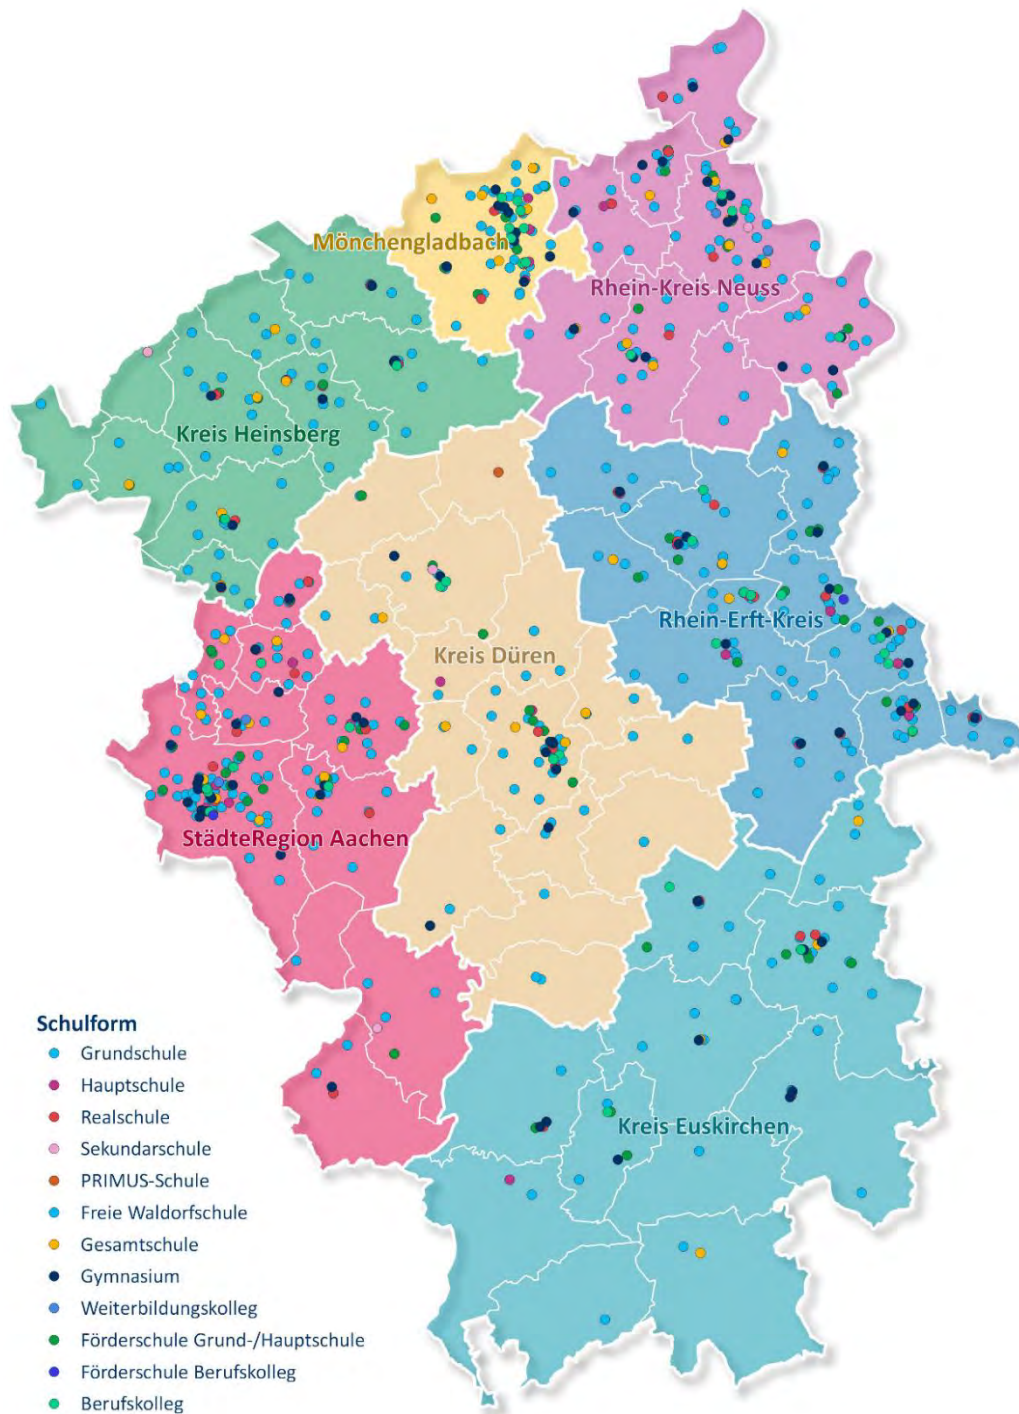 Mönchengladbach
Rhein-Kreis Neuss
Kreis Heinsberg
Rhein-Erft-Kreis
Kreis Düren
StädteRegion Aachen
Kreis Euskirchen
Schulform
Grundschule
Hauptschule
Realschule
Sekundarschule
PRIMUS-Schule
Freie Waldorfschule
Gesamtschule
Gymnasium
Weiterbildungskolleg
Förderschule Grund-/Hauptschule
Förderschule Berufskolleg
Berufskolleg